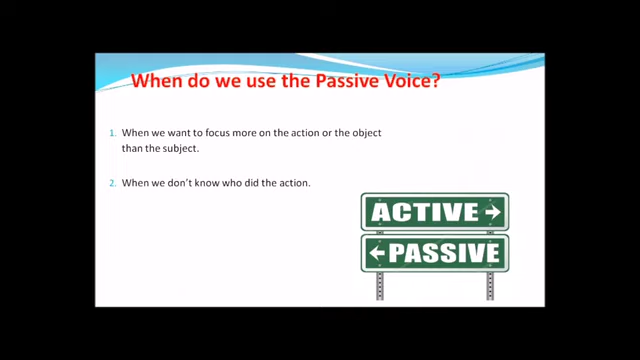 When do we use the Passive Voice?
1. When we want to focus more on the action or the object
than the subject.
2. When we don't know who did the action.
ACTIVE →
← PASSIVE